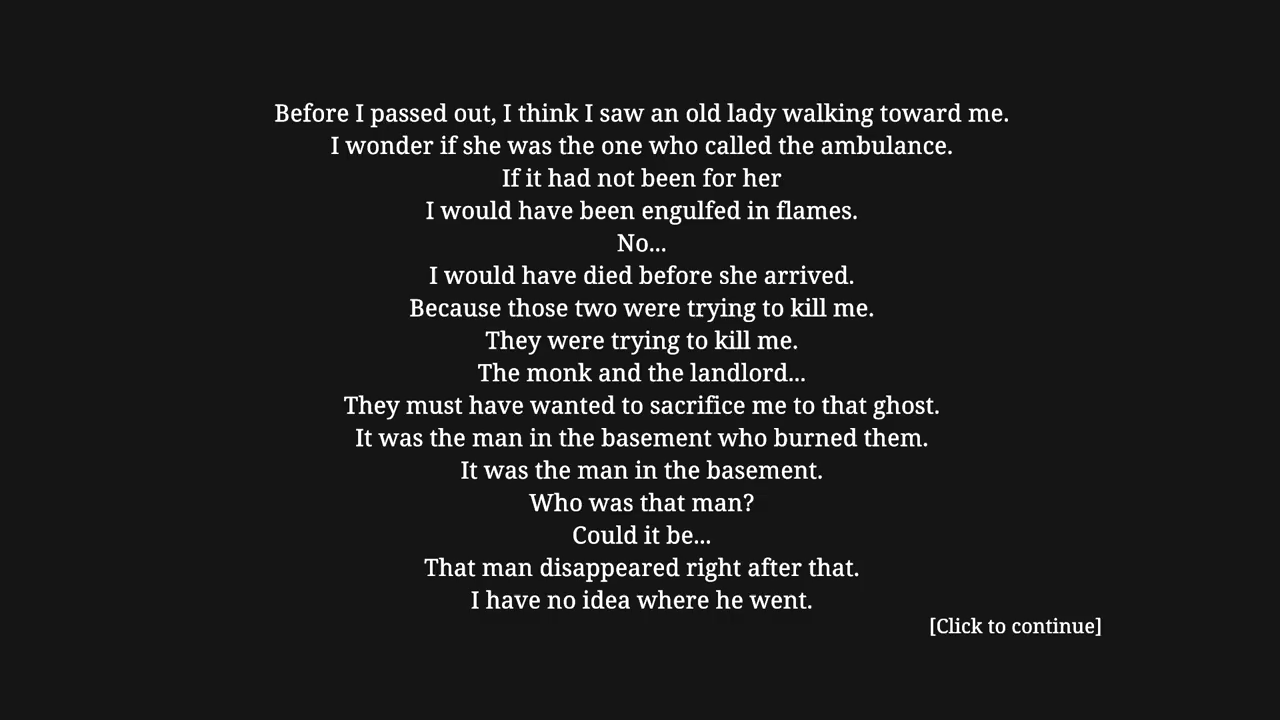 Before I passed out, I think I saw an old lady walking toward me.
I wonder if she was the one who called the ambulance.
If it had not been for her
I would have been engulfed in flames.
No...
I would have died before she arrived.
Because those two were trying to kill me.
They were trying to kill me.
The monk and the landlord...
They must have wanted to sacrifice me to that ghost.
It was the man in the basement who burned them.
It was the man in the basement.
Who was that man?
Could it be...
That man disappeared right after that.
I have no idea where he went.
[Click to continue]